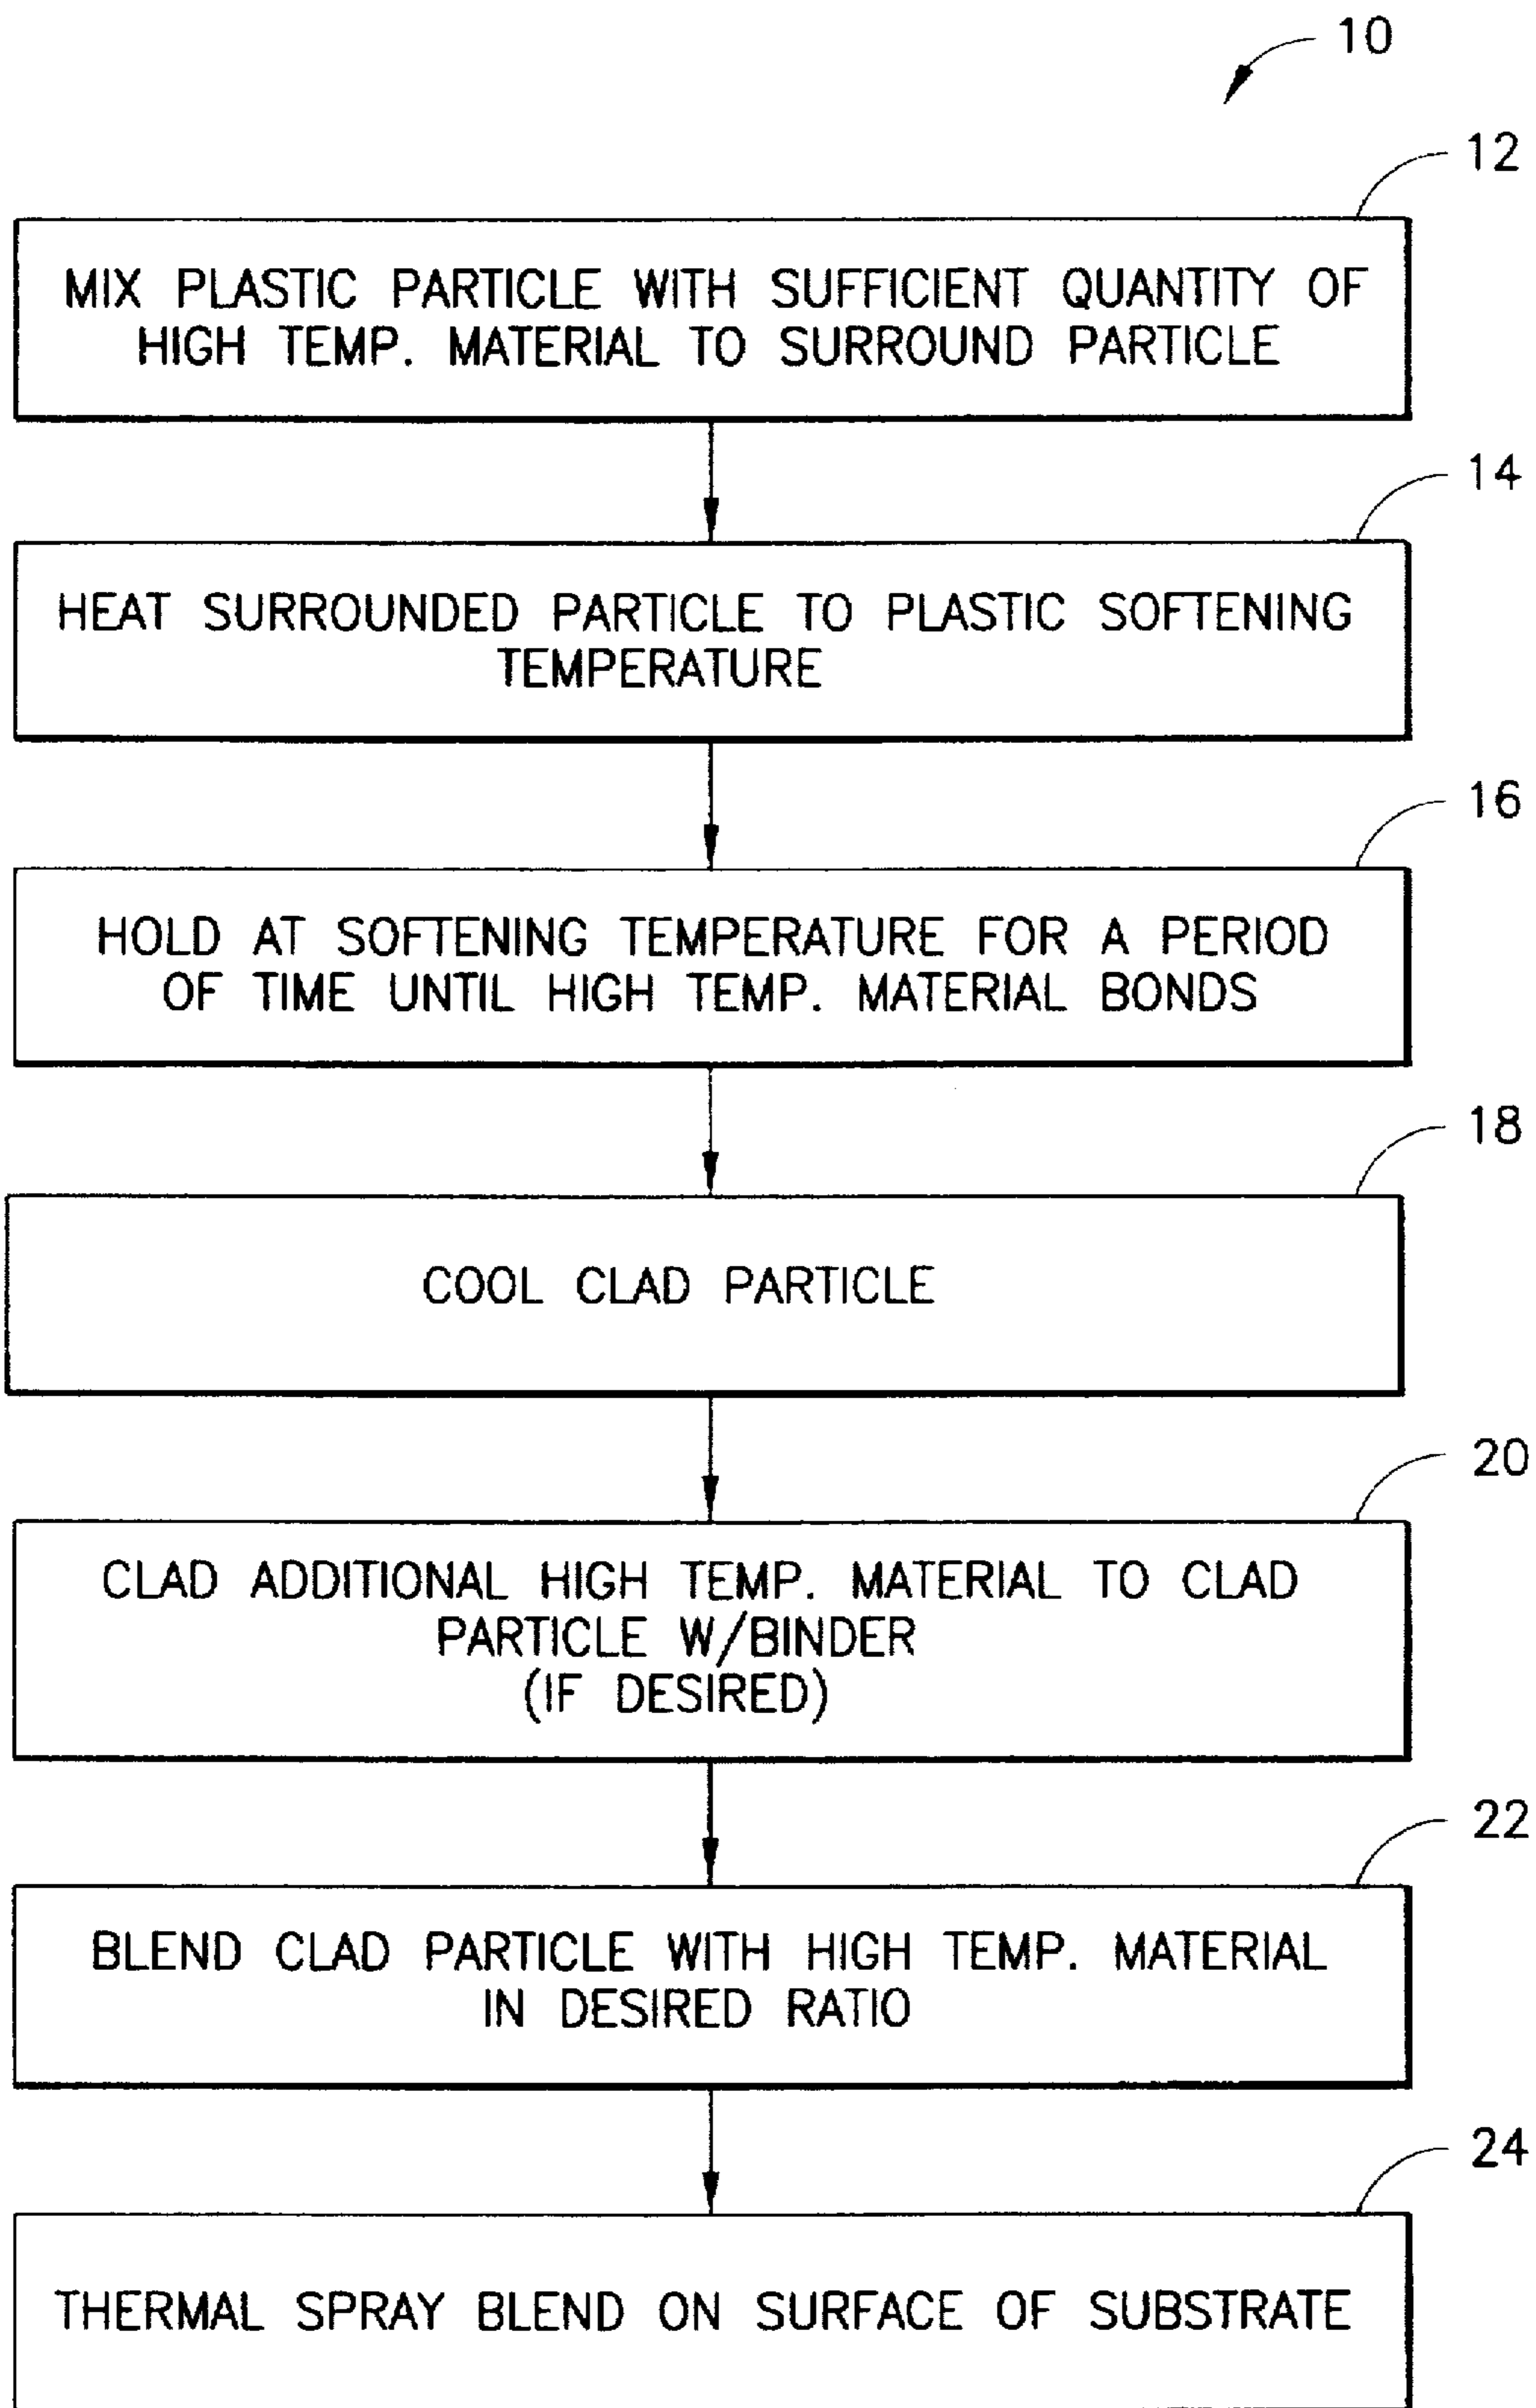 10
12
MIX PLASTIC PARTICLE WITH SUFFICIENT QUANTITY OF
HIGH TEMP. MATERIAL TO SURROUND PARTICLE
14
HEAT SURROUNDED PARTICLE TO PLASTIC SOFTENING
TEMPERATURE
16
HOLD AT SOFTENING TEMPERATURE FOR A PERIOD
OF TIME UNTIL HIGH TEMP. MATERIAL BONDS
18
COOL CLAD PARTICLE
20
CLAD ADDITIONAL HIGH TEMP. MATERIAL TO CLAD
PARTICLE W/BINDER
(IF DESIRED)
22
BLEND CLAD PARTICLE WITH HIGH TEMP. MATERIAL
IN DESIRED RATIO
24
THERMAL SPRAY BLEND ON SURFACE OF SUBSTRATE